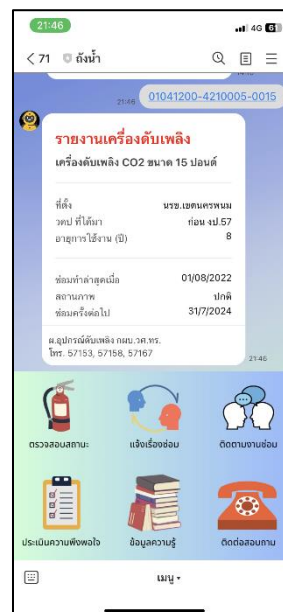 21:46
4G 61
71 ถังน้ำ
21:46 01041200-4210005-0015
รายงานเครื่องดับเพลิง
เครื่องดับเพลิง CO2 ขนาด 15 ปอนด์
ที่ตั้ง นรข.เขตนครพนม
วดป ที่ได้มา ก่อน งป.57
อายุการใช้งาน (ปี) 8
ซ่อมทำล่าสุดเมื่อ 01/08/2022
สถานภาพ ปกติ
ซ่อมครั้งต่อไป 31/7/2024
ผ.อุปกรณ์ดับเพลิง กผบ.วศ.ทร.
โทร. 57153, 57158, 57167
21:46
ตรวจสอบสถานะ แจ้งเรื่องซ่อม ติดตามงานซ่อม
ประเมินความพึงพอใจ ข้อมูลความรู้ ติดต่อสอบถาม
เมนู